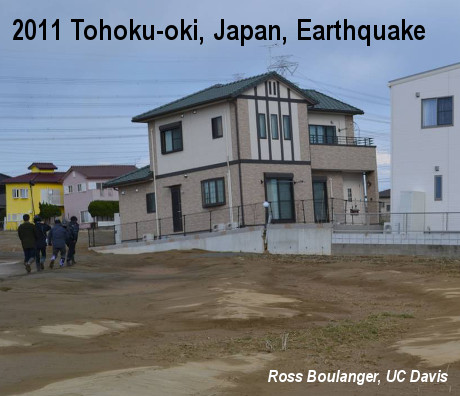 2011 Tohoku-oki, Japan, Earthquake
Ross Boulanger, UC Davis